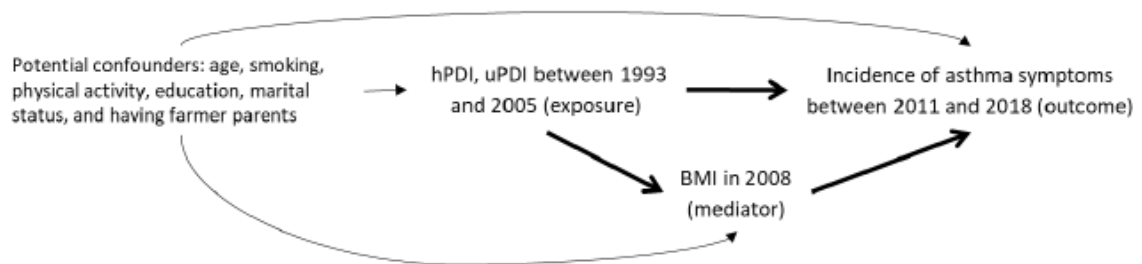 Potential confounders: age, smoking,
physical activity, education, marital
status, and having farmer parents
hPDI, uPDI between 1993
and 2005 (exposure)
Incidence of asthma symptoms
between 2011 and 2018 (outcome)
BMI in 2008
(mediator)